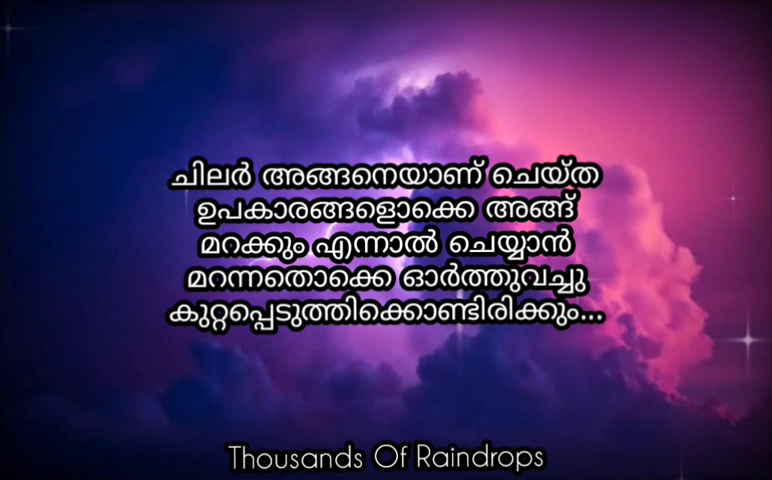 ചിലർ അങ്ങനെയാണ് ചെയ്ത
ഉപകാരങ്ങളൊക്കെ അങ്ങ്
മറക്കും എന്നാൽ ചെയ്യാൻ
മറന്നതൊക്കെ ഓർത്തുവച്ചു
കുറ്റപ്പെടുത്തിക്കൊണ്ടിരിക്കും...
Thousands Of Raindrops